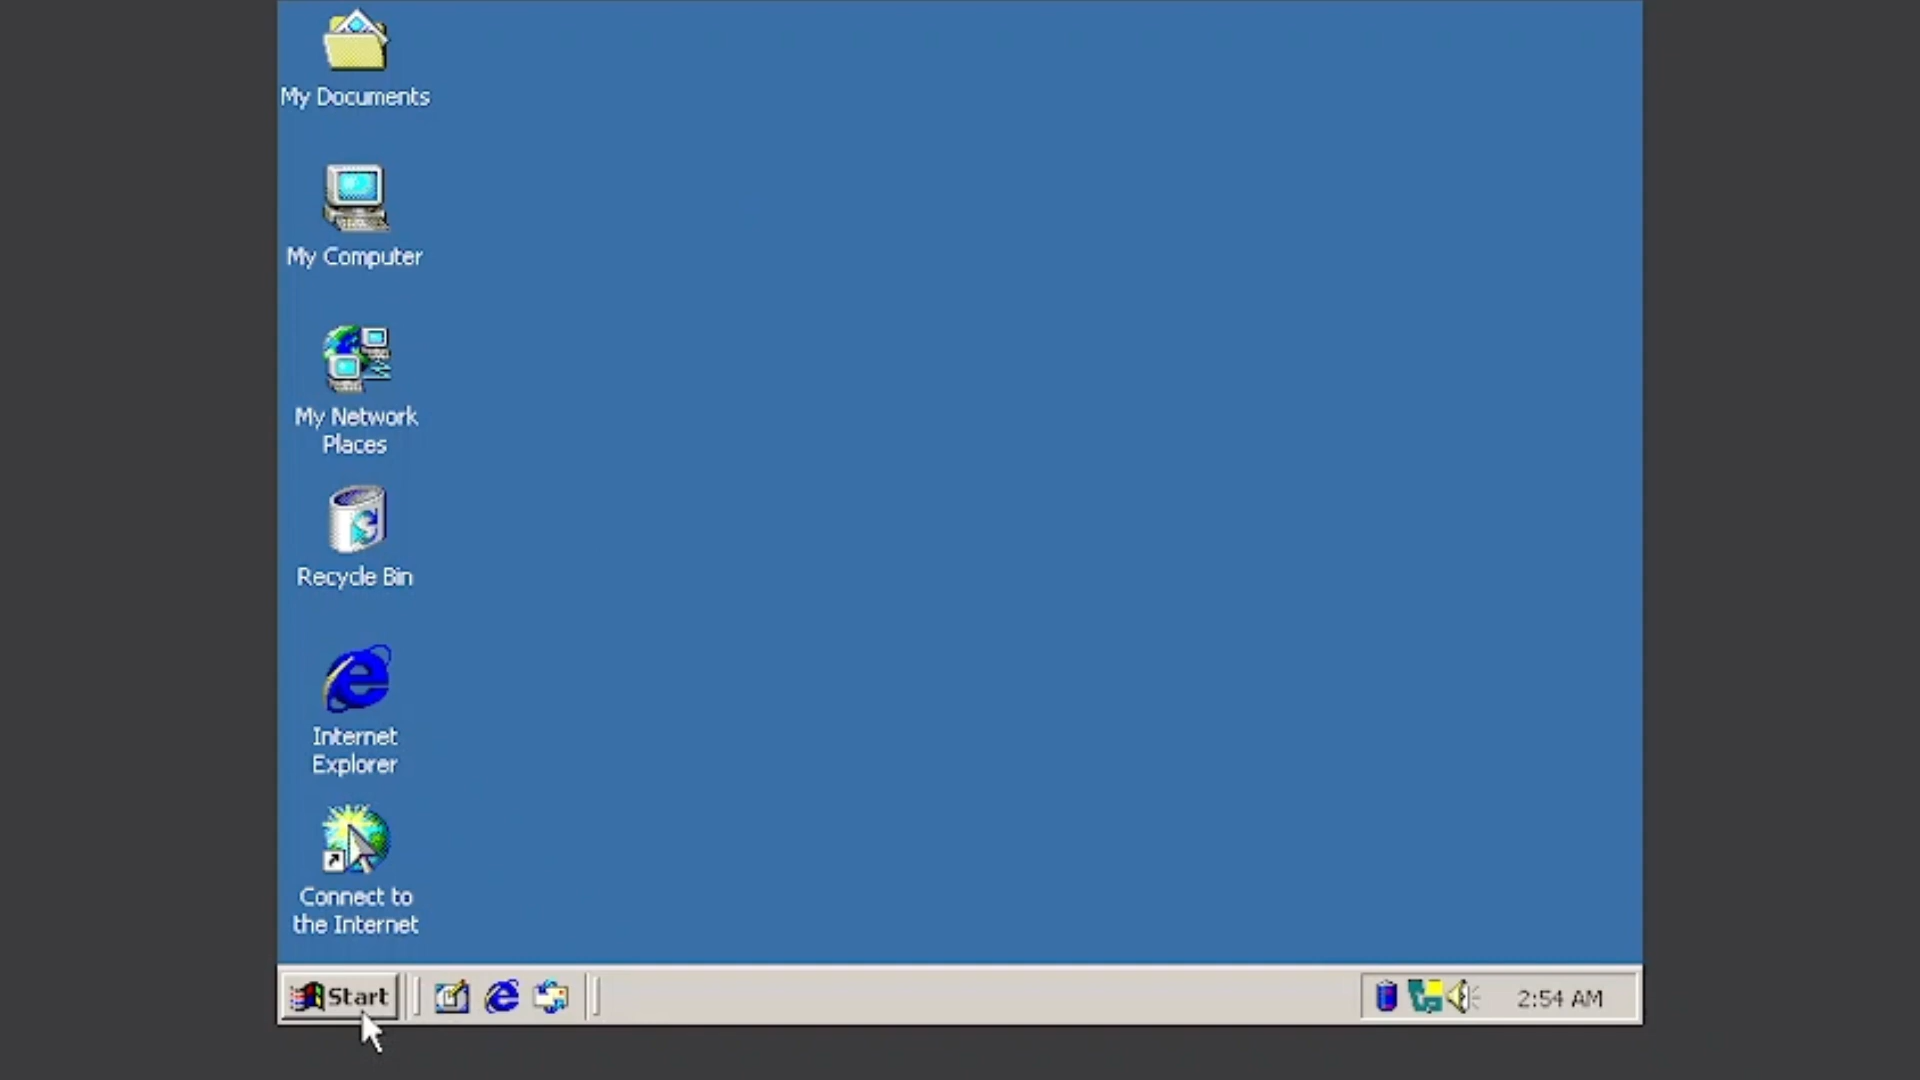 My Documents
My Computer
My Network
Places
Recycle Bin
Internet
Explorer
Connect to
the Internet
Start
2:54 AM